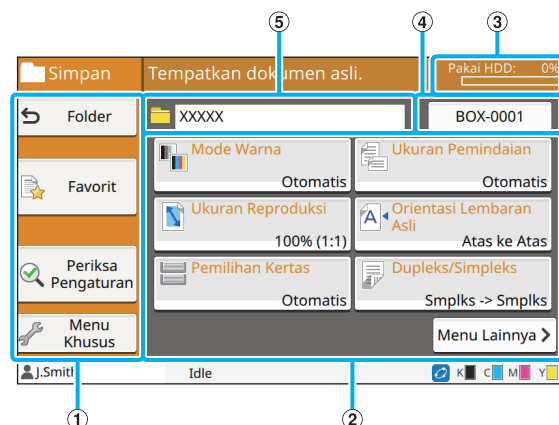 5
4
3
Simpan
Tempatkan dokumen asli.
Pakai HDD: 0%
Folder
XXXXX
BOX-0001
Mode Warna
Otomatis
Ukuran Pemindaian
Otomatis
Favorit
Ukuran Reproduksi
100% (1:1)
Orientasi Lembaran
Asli
Atas ke Atas
Periksa
Pengaturan
Pemilihan Kertas
Otomatis
Dupleks/Simpleks
Smplks -> Smplks
Menu
Khusus
Menu Lainnya >
J.Smith
Idle
K C M Y
1
2